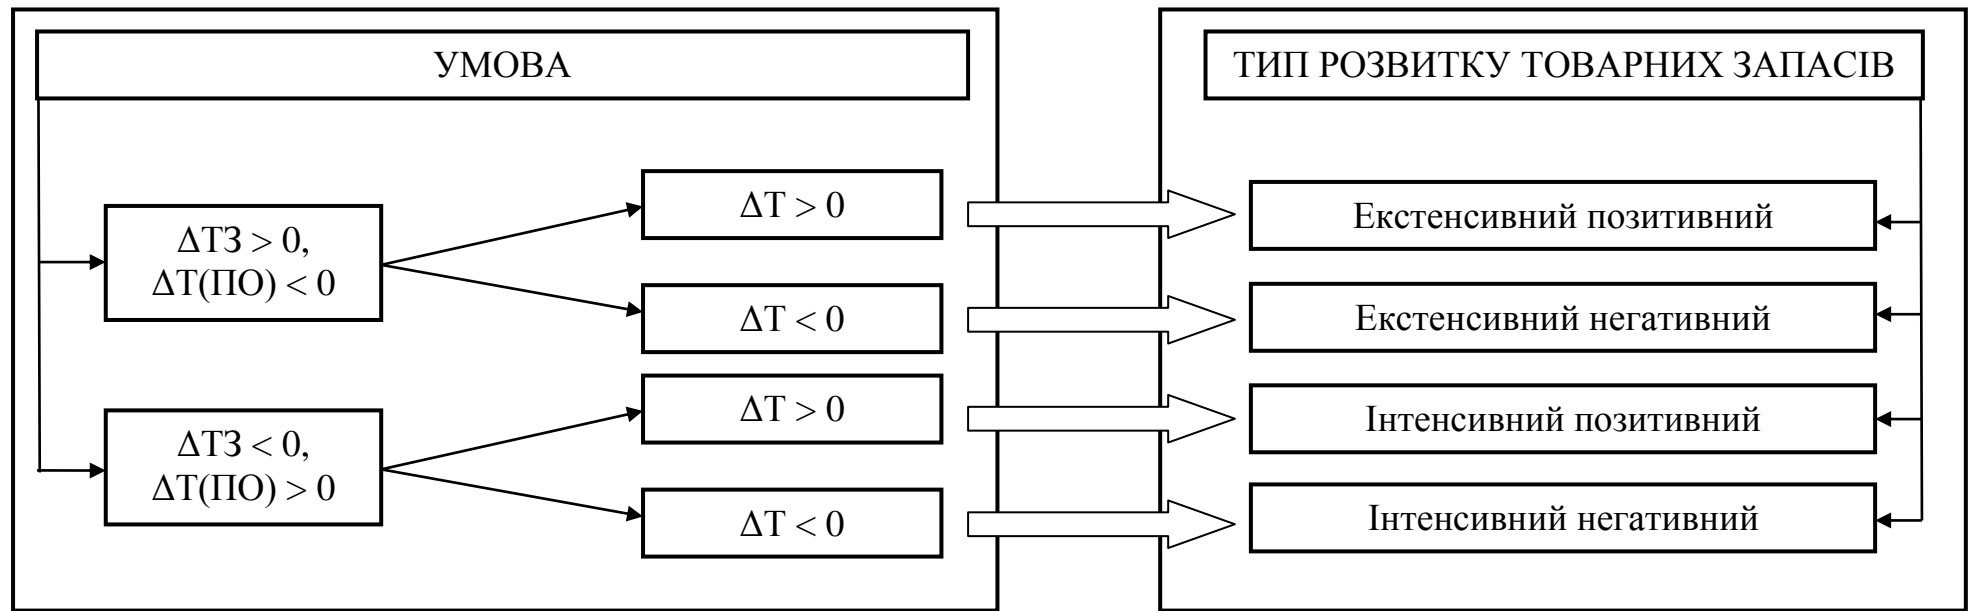 УМОВА
ТИП РОЗВИТКУ ТОВАРНИХ ЗАПАСІВ
ΔТЗ > 0,
ΔТ(ПО) < 0
ΔТ > 0
Екстенсивний позитивний
ΔТ < 0
Екстенсивний негативний
ΔТЗ < 0,
ΔТ(ПО) > 0
ΔТ > 0
Інтенсивний позитивний
ΔТ < 0
Інтенсивний негативний